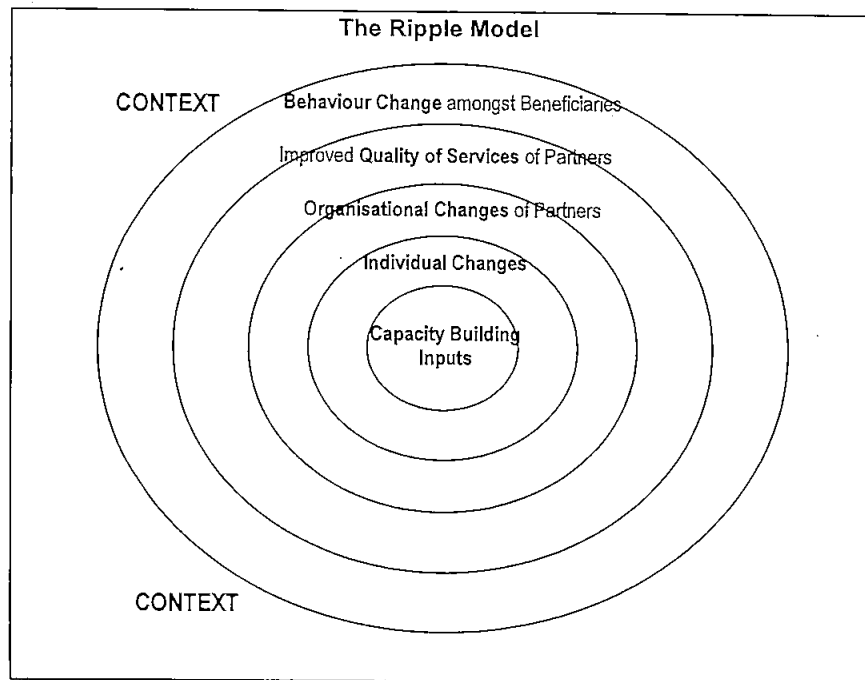 The Ripple Model
CONTEXT
Behaviour Change amongst Beneficiaries
Improved Quality of Services of Partners
Organisational Changes of Partners
Individual Changes
Capacity Building
Inputs
CONTEXT